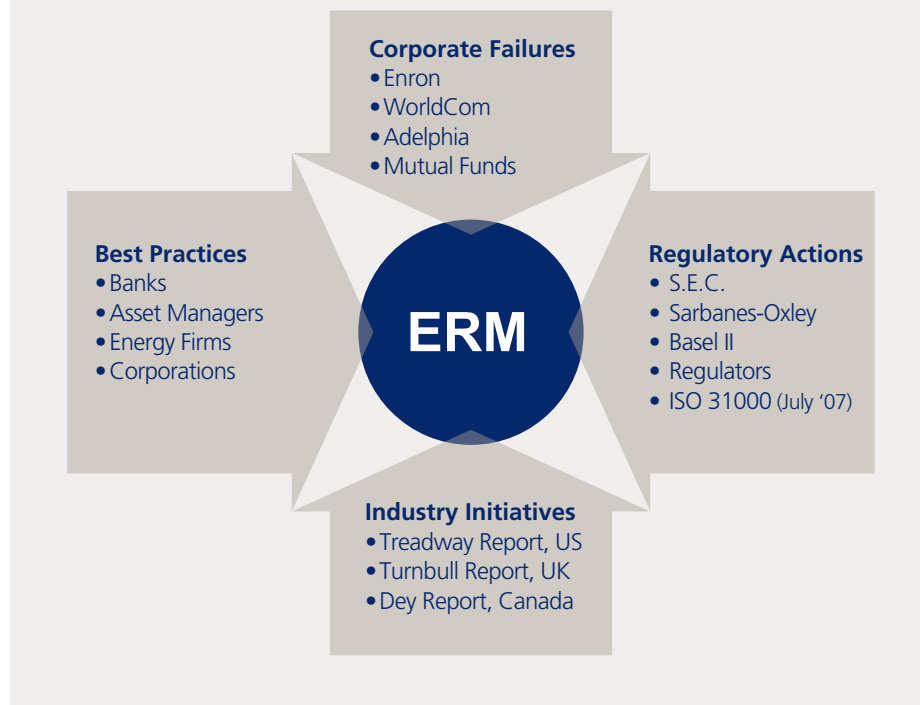 Corporate Failures
• Enron
• WorldCom
• Adelphia
• Mutual Funds
Best Practices
• Banks
• Asset Managers
• Energy Firms
• Corporations
ERM
Regulatory Actions
• S.E.C.
• Sarbanes-Oxley
• Basel II
• Regulators
• ISO 31000 (July ‘07)
Industry Initiatives
• Treadway Report, US
• Turnbull Report, UK
• Dey Report, Canada